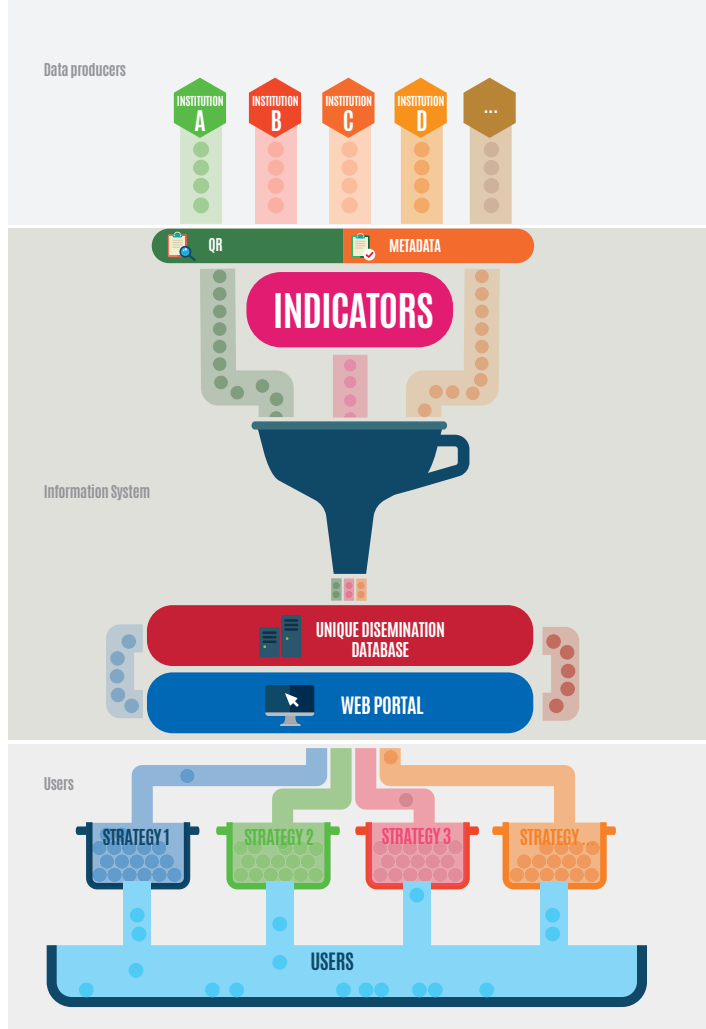 Data producers
INSTITUTION
A
INSTITUTION
B
INSTITUTION
C
INSTITUTION
D
...
QR
METADATA
INDICATORS
Information System
UNIQUE DISEMINATION
DATABASE
WEB PORTAL
Users
STRATEGY 1
STRATEGY 2
STRATEGY 3
STRATEGY ...
USERS